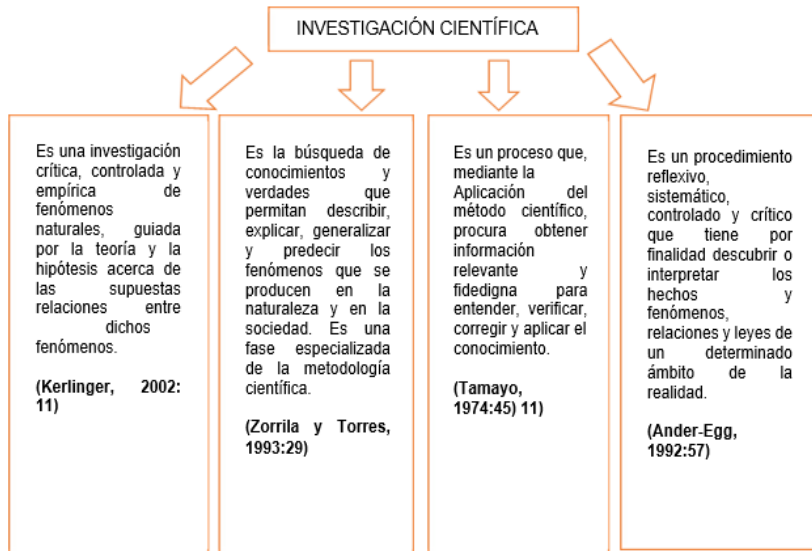 INVESTIGACIÓN CIENTÍFICA
Es una investigación
crítica, controlada y
empírica de
fenómenos
naturales, guiada
por la teoría y la
hipótesis acerca de
las supuestas
relaciones entre
dichos
fenómenos.
(Kerlinger, 2002:
11)
Es la búsqueda de
conocimientos y
verdades que
permitan describir,
explicar, generalizar
y predecir los
fenómenos que se
producen en la
naturaleza y en la
sociedad. Es una
fase especializada
de la metodología
científica.
(Zorrila y Torres,
1993:29)
Es un proceso que,
mediante la
Aplicación del
método científico,
procura obtener
información
relevante y
fidedigna para
entender, verificar,
corregir y aplicar el
conocimiento.
(Tamayo,
1974:45) 11)
Es un procedimiento
reflexivo,
sistemático,
controlado y crítico
que tiene por
finalidad descubrir o
interpretar los
hechos y
fenómenos,
relaciones y leyes de
un determinado
ámbito de la
realidad.
(Ander-Egg,
1992:57)